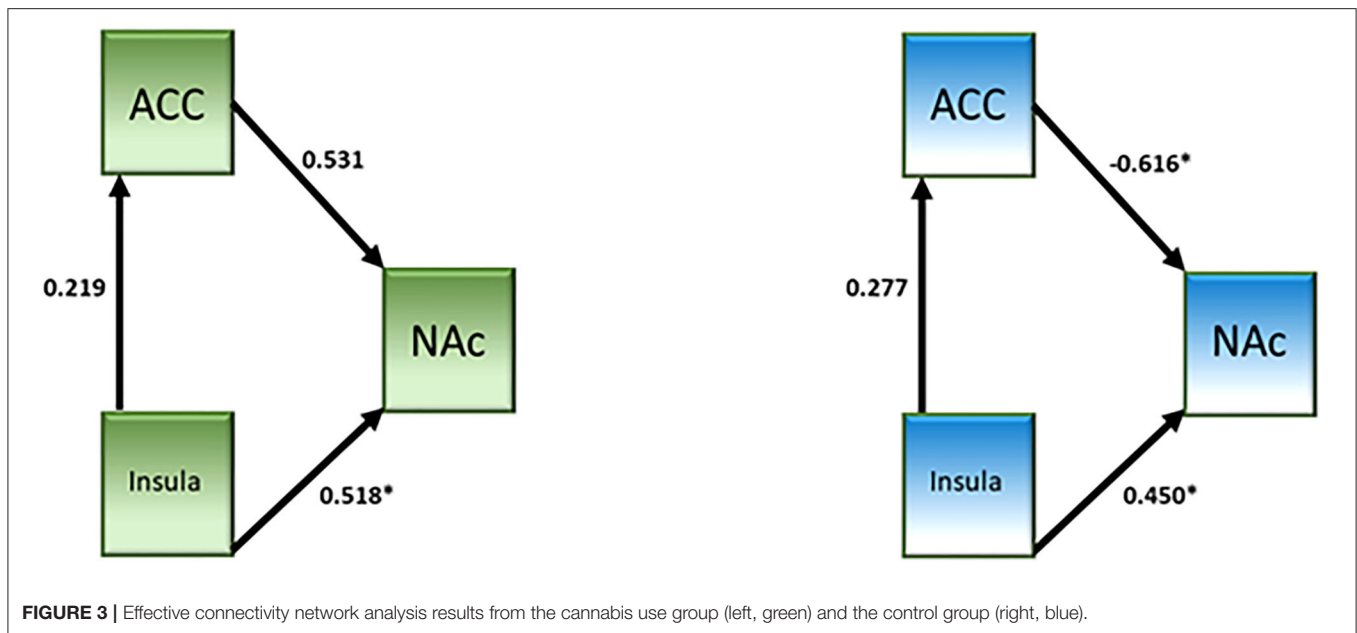 ACC
0.531
0.219
NAc
Insula
0.518*
ACC
-0.616*
0.277
NAc
Insula
0.450*
FIGURE 3 | Effective connectivity network analysis results from the cannabis use group (left, green) and the control group (right, blue).